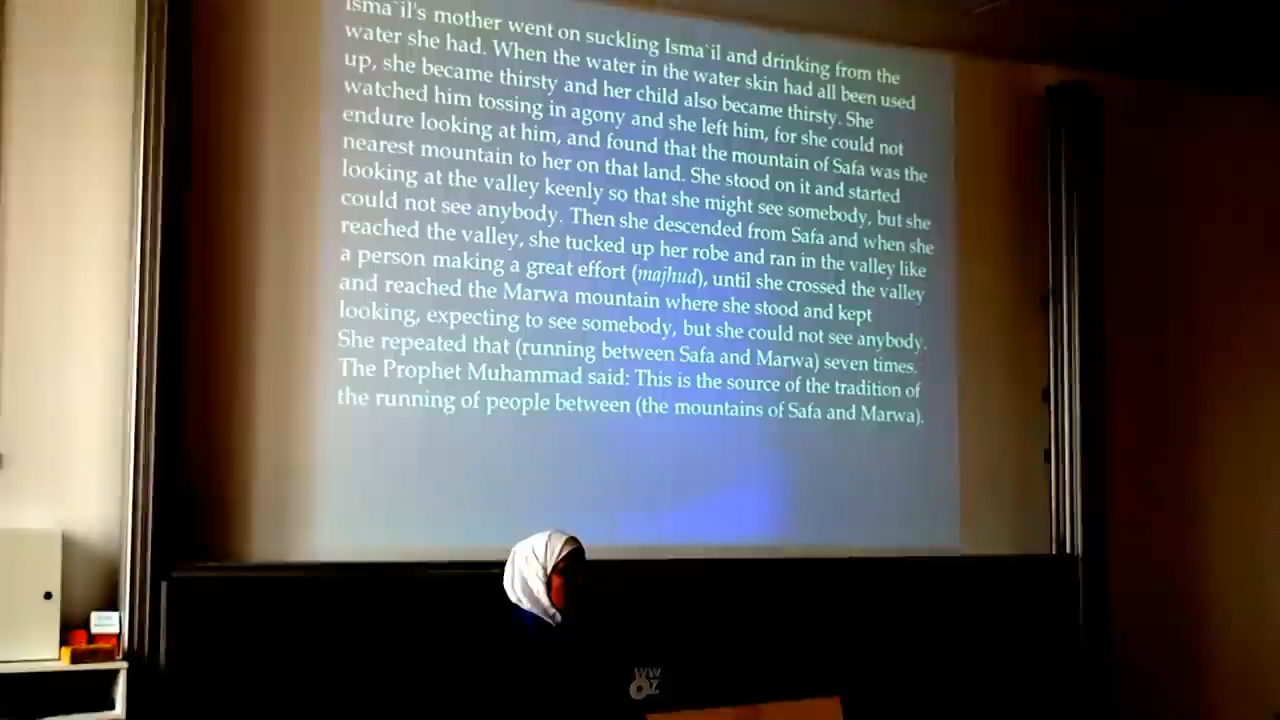 Isma`il's mother went on suckling Isma`il and drinking from the
water she had. When the water in the water skin had all been used
up, she became thirsty and her child also became thirsty. She
watched him tossing in agony and she left him, for she could not
endure looking at him, and found that the mountain of Safa was the
nearest mountain to her on that land. She stood on it and started
looking at the valley keenly so that she might see somebody, but she
could not see anybody. Then she descended from Safa and when she
reached the valley, she tucked up her robe and ran in the valley like
a person making a great effort (majhud), until she crossed the valley
and reached the Marwa mountain where she stood and kept
looking, expecting to see somebody, but she could not see anybody.
She repeated that (running between Safa and Marwa) seven times.
The Prophet Muhammad said: This is the source of the tradition of
the running of people between (the mountains of Safa and Marwa).